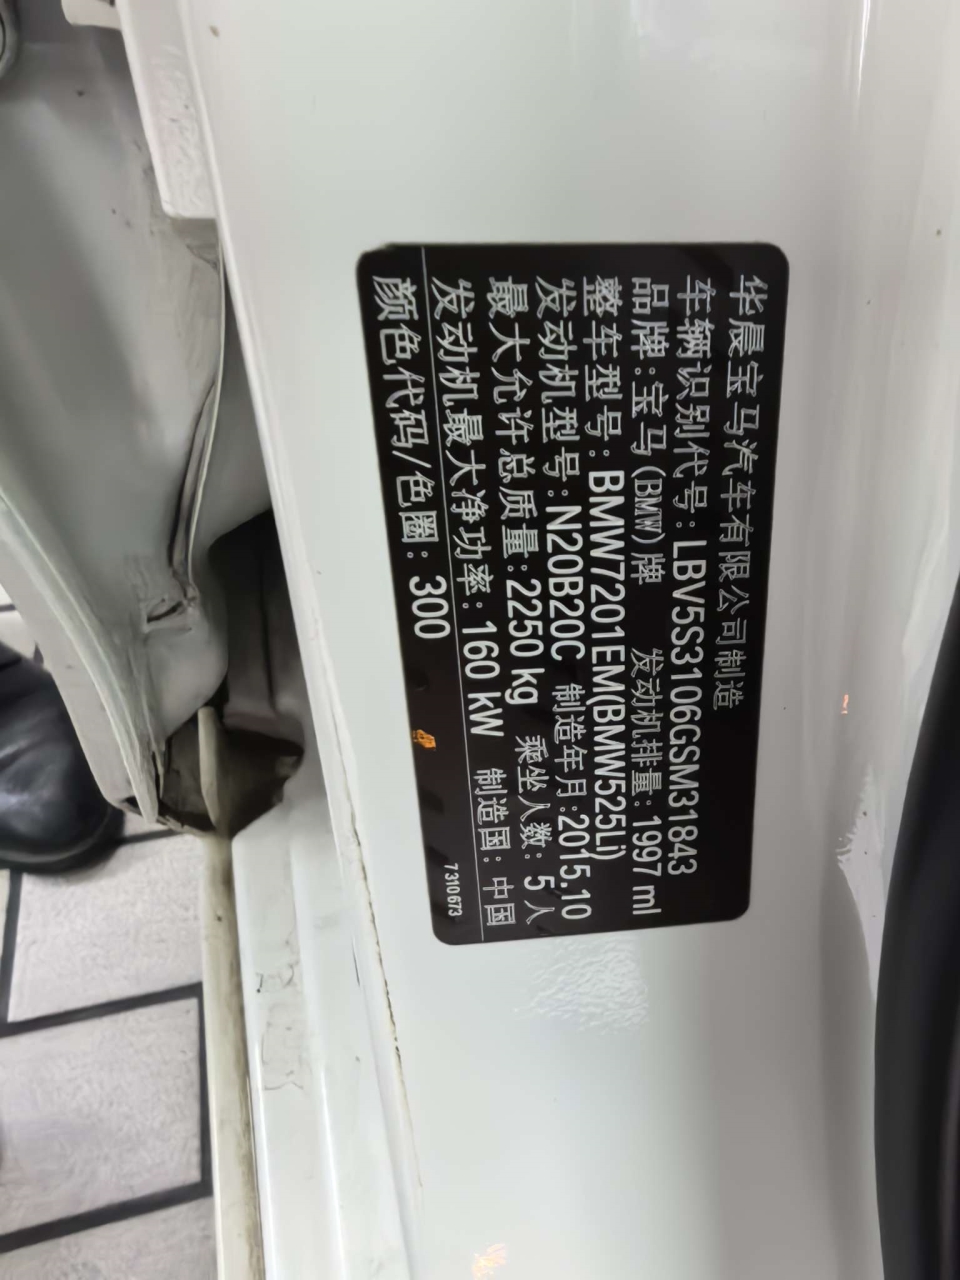 华晨宝马汽车有限公司制造
车辆识别代号:LBV5S3106GSM31843
品牌:宝马(BMW)牌 发动机排量:1997 ml
整车型号:BMW7201EM(BMW525Li)
发动机型号:N20B20C 制造年月:2015.10
最大允许总质量:2250 kg 乘坐人数:5人
发动机最大净功率:160 kW 制造国:中国
颜色代码/色圈:300
7 310 673